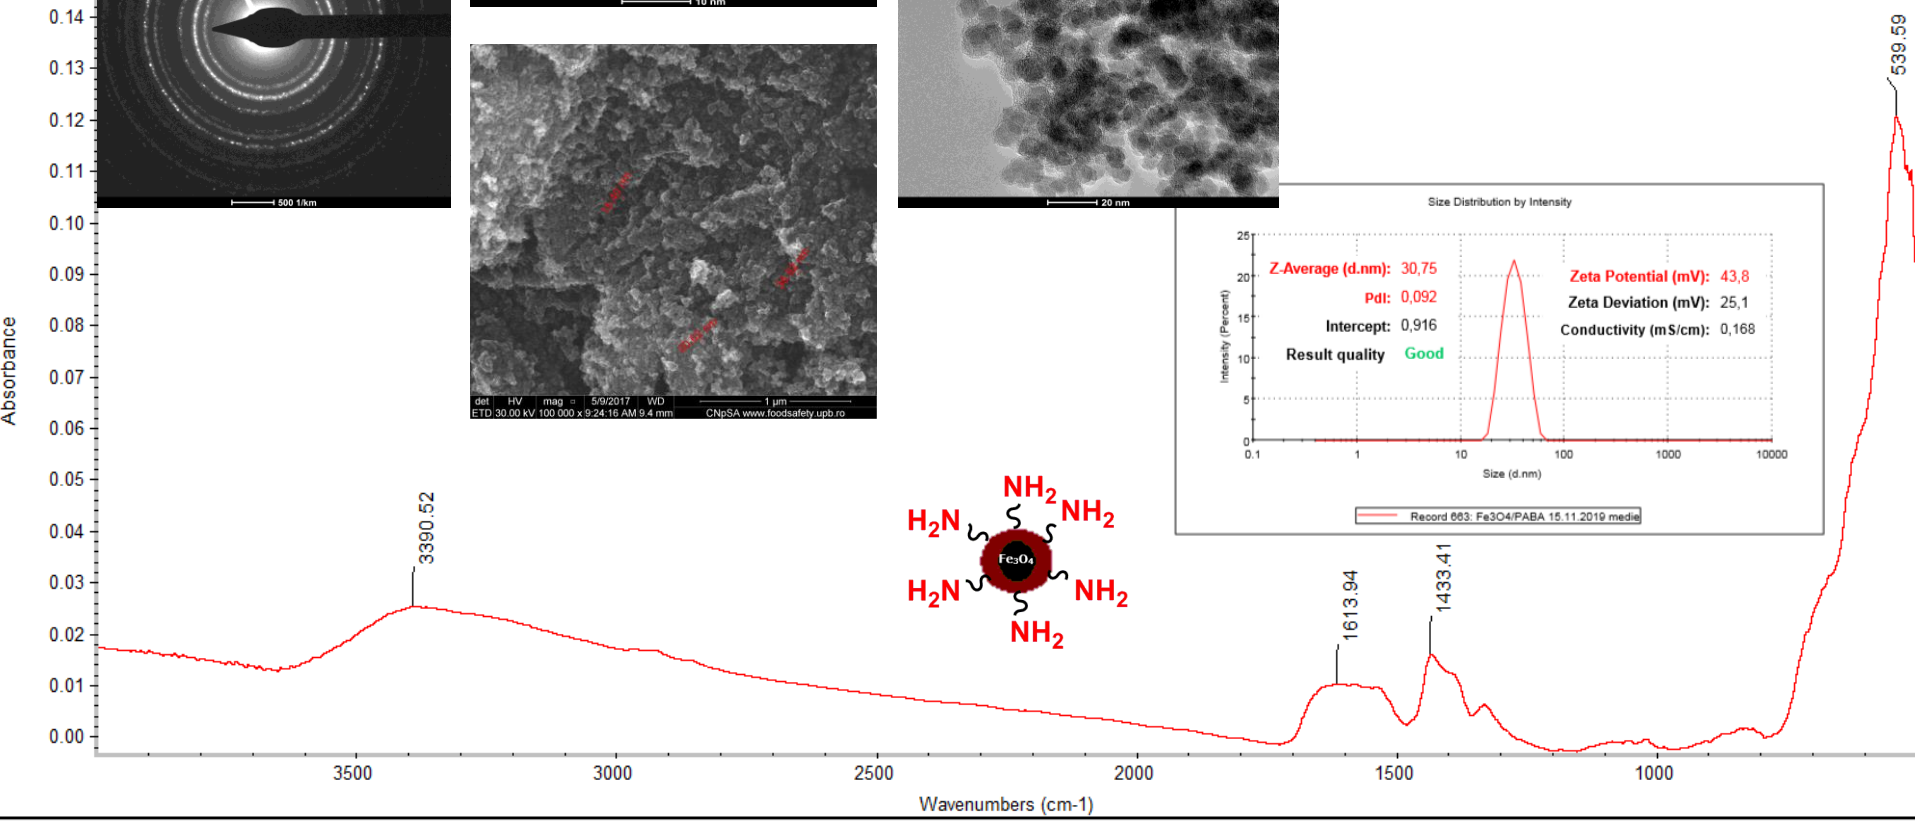 0.14
0.13
0.12
0.11
0.10
0.09
0.08
0.07
0.06
0.05
0.04
0.03
0.02
0.01
0.00
Absorbance
3500
3000
2500
2000
1500
1000
Wavenumbers (cm-1)
3390.52
1613.94
1433.41
539.59
500 1/km
10 nm
det HV mag □ 5/9/2017 WD 1 µm
ETD 30.00 kV 100 000 x 9:24:16 AM 9.4 mm CNpSA www.foodsafety.upb.ro
20 nm
NH2
H2N
NH2
Fe3O4
H2N
NH2
NH2
Size Distribution by Intensity
25
20
15
10
5
0
Intensity (Percent)
Z-Average (d.nm): 30,75
PdI: 0,092
Intercept: 0,916
Result quality Good
Zeta Potential (mV): 43,8
Zeta Deviation (mV): 25,1
Conductivity (mS/cm): 0,168
0.1 1 10 100 1000 10000
Size (d.nm)
Record 663: Fe3O4/PABA 15.11.2019 medie